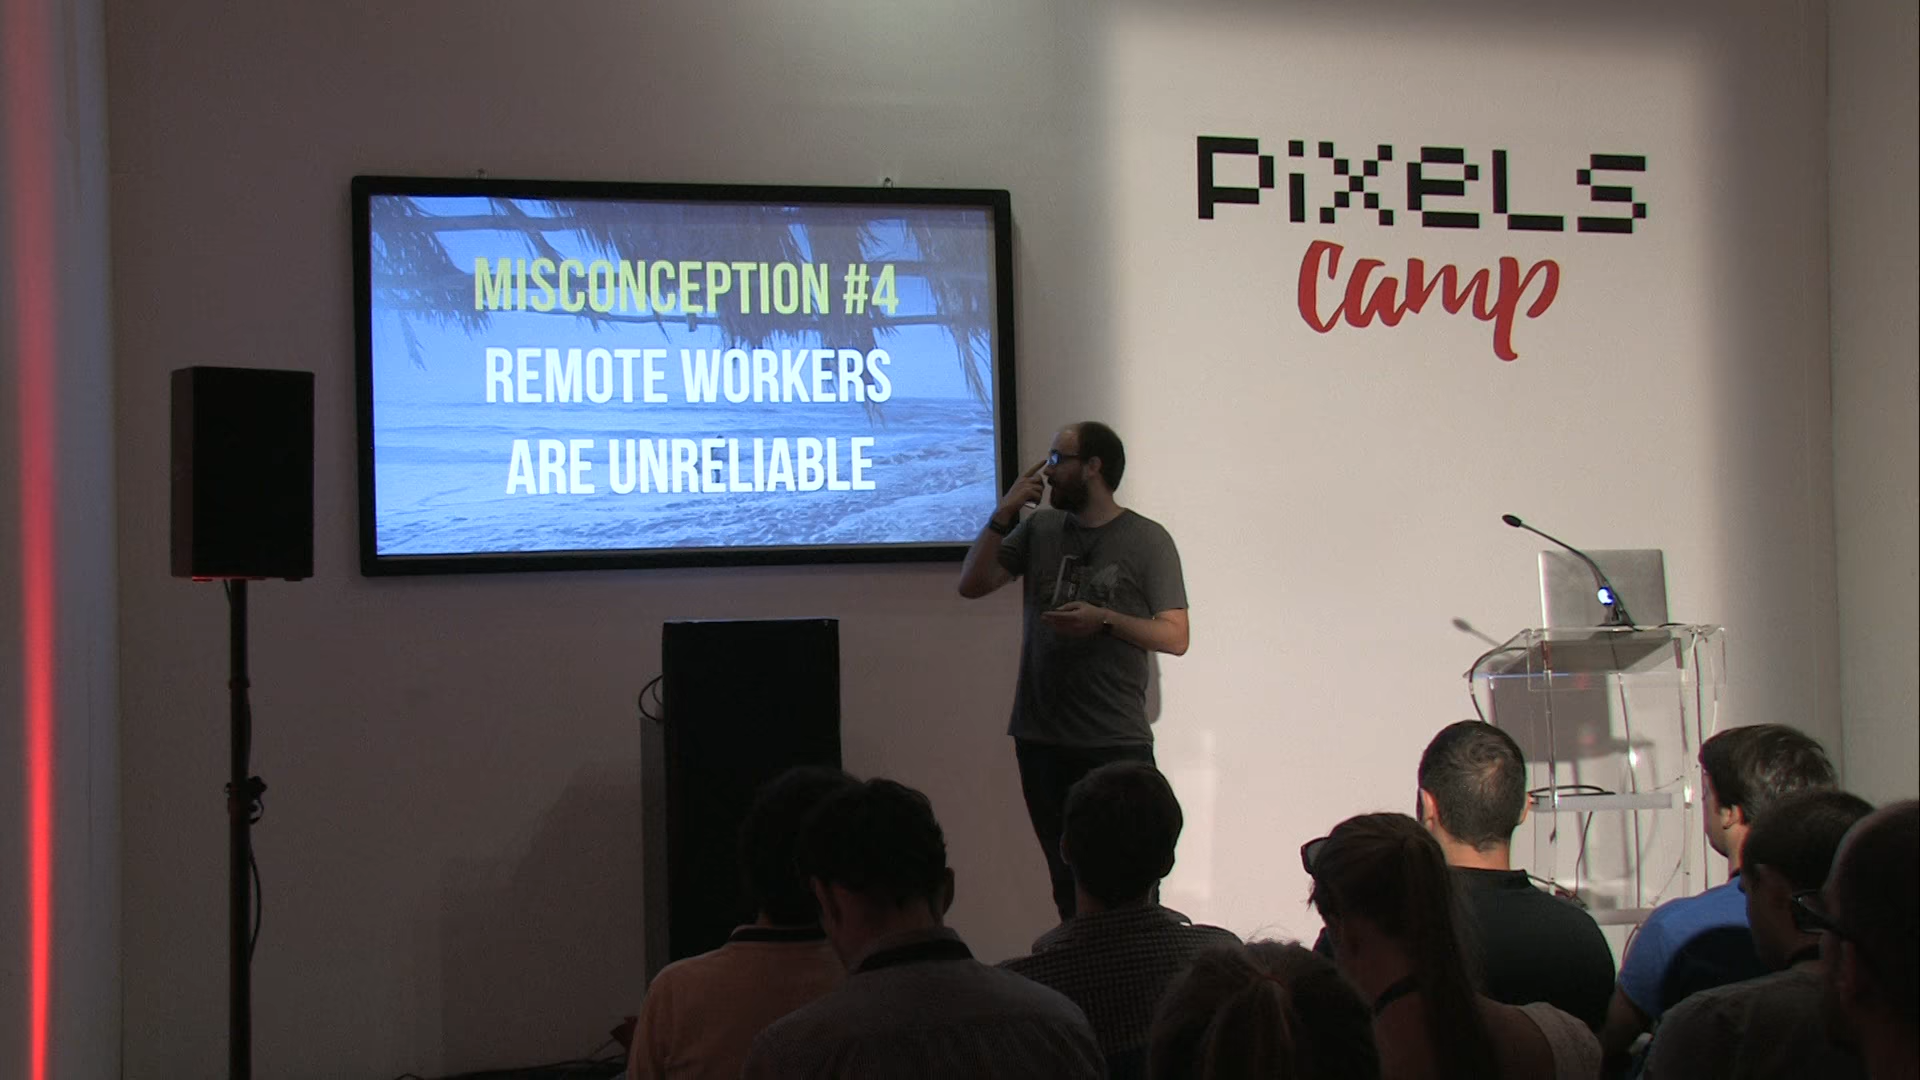 MISCONCEPTION #4
REMOTE WORKERS
ARE UNRELIABLE
PiXELS
camp